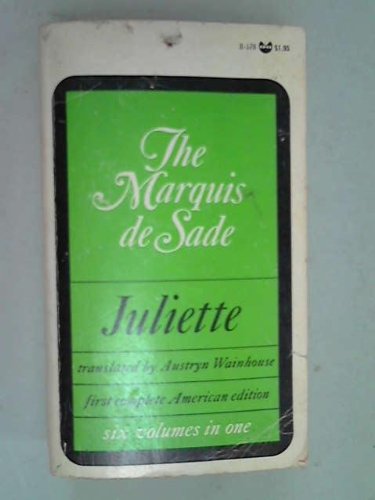 $1.95
The
Marquis
de Sade
Juliette
translated by Austryn Wainhouse
first complete American edition
six volumes in one